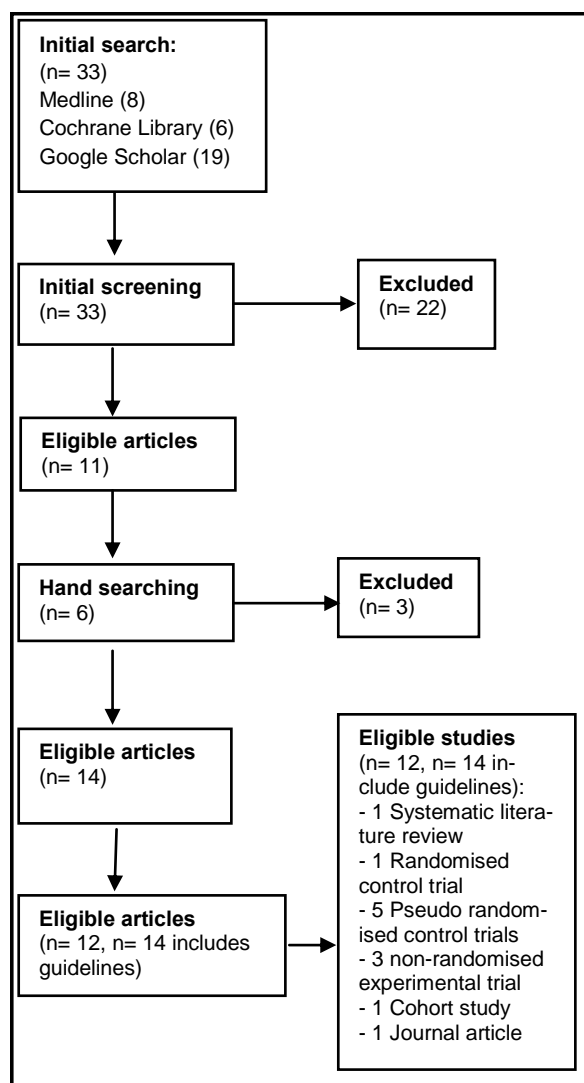 Initial search:
(n= 33)
Medline (8)
Cochrane Library (6)
Google Scholar (19)
Initial screening
(n= 33)
Excluded
(n= 22)
Eligible articles
(n= 11)
Hand searching
(n= 6)
Excluded
(n= 3)
Eligible articles
(n= 14)
Eligible articles
(n= 12, n= 14 includes
guidelines)
Eligible studies
(n= 12, n= 14 in-
clude guidelines):
- 1 Systematic litera-
ture review
- 1 Randomised
control trial
- 5 Pseudo random-
ised control trials
- 3 non-randomised
experimental trial
- 1 Cohort study
- 1 Journal article